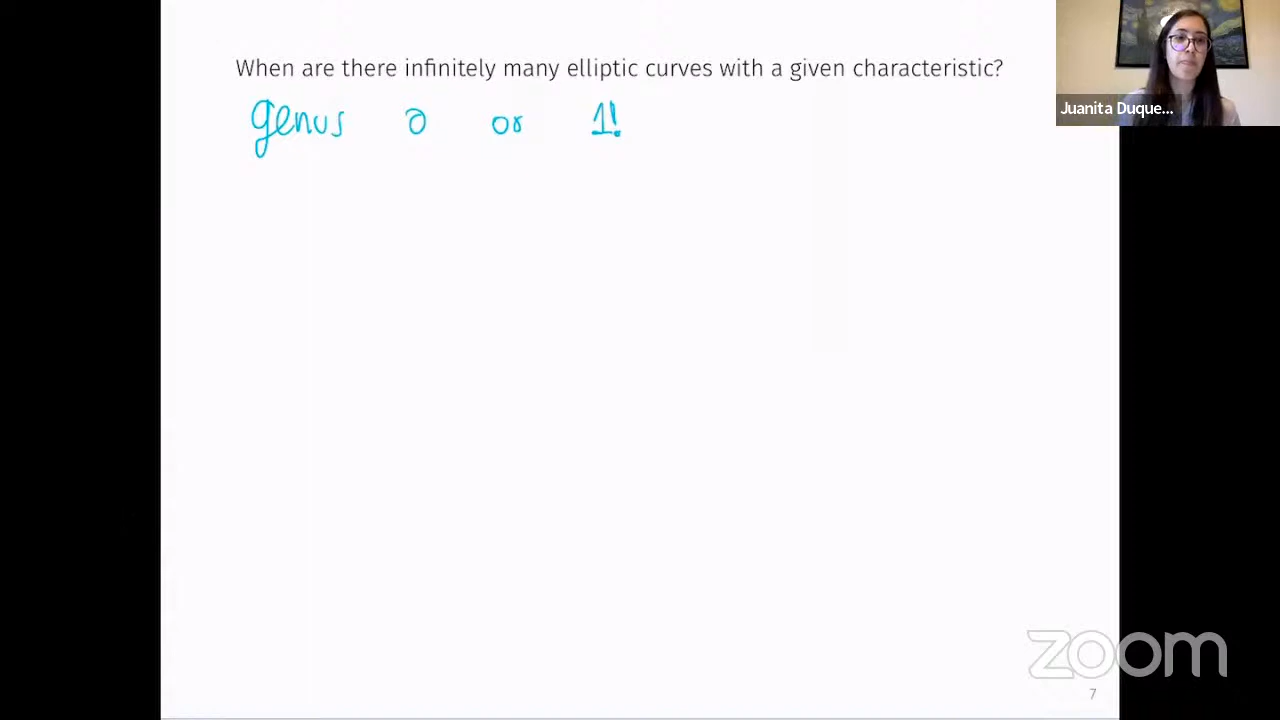 When are there infinitely many elliptic curves with a given characteristic?
genus 0 or 1!
Juanita Duque...
zoom
7